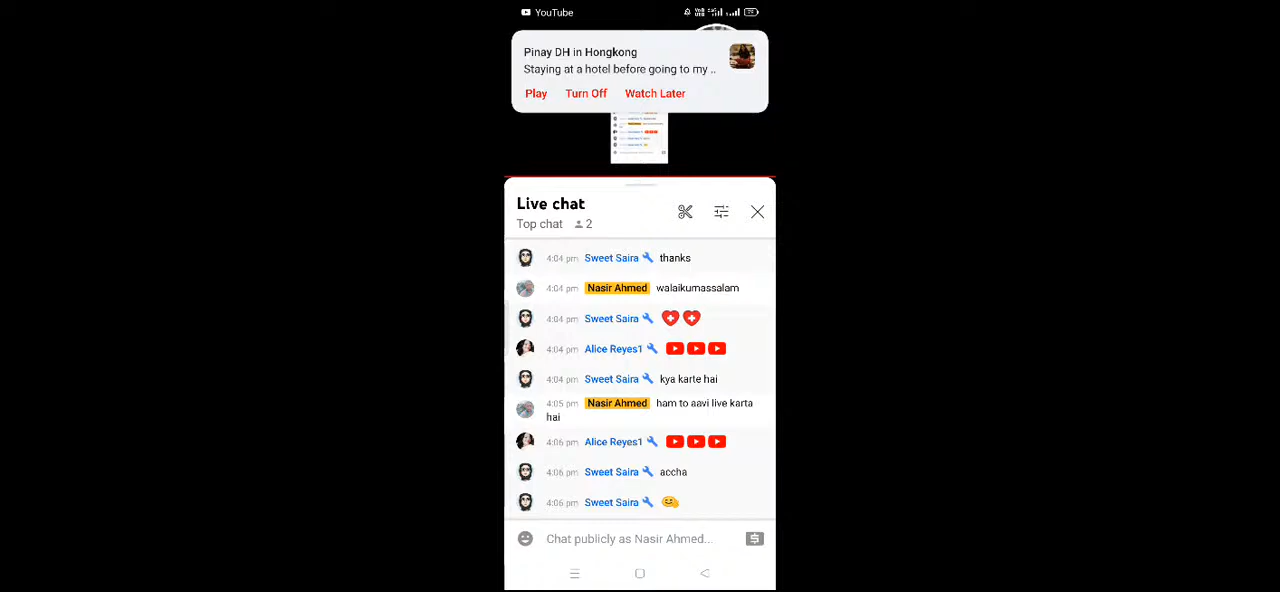 YouTube
Pinay DH in Hongkong
Staying at a hotel before going to my ..
Play Turn Off Watch Later
Live chat
Top chat 2
4:04 pm Sweet Saira thanks
4:04 pm Nasir Ahmed walaikumassalam
4:04 pm Sweet Saira
4:04 pm Alice Reyes1
4:04 pm Sweet Saira kya karte hai
4:05 pm Nasir Ahmed ham to aavi live karta
hai
4:06 pm Alice Reyes1
4:06 pm Sweet Saira accha
4:06 pm Sweet Saira
Chat publicly as Nasir Ahmed...